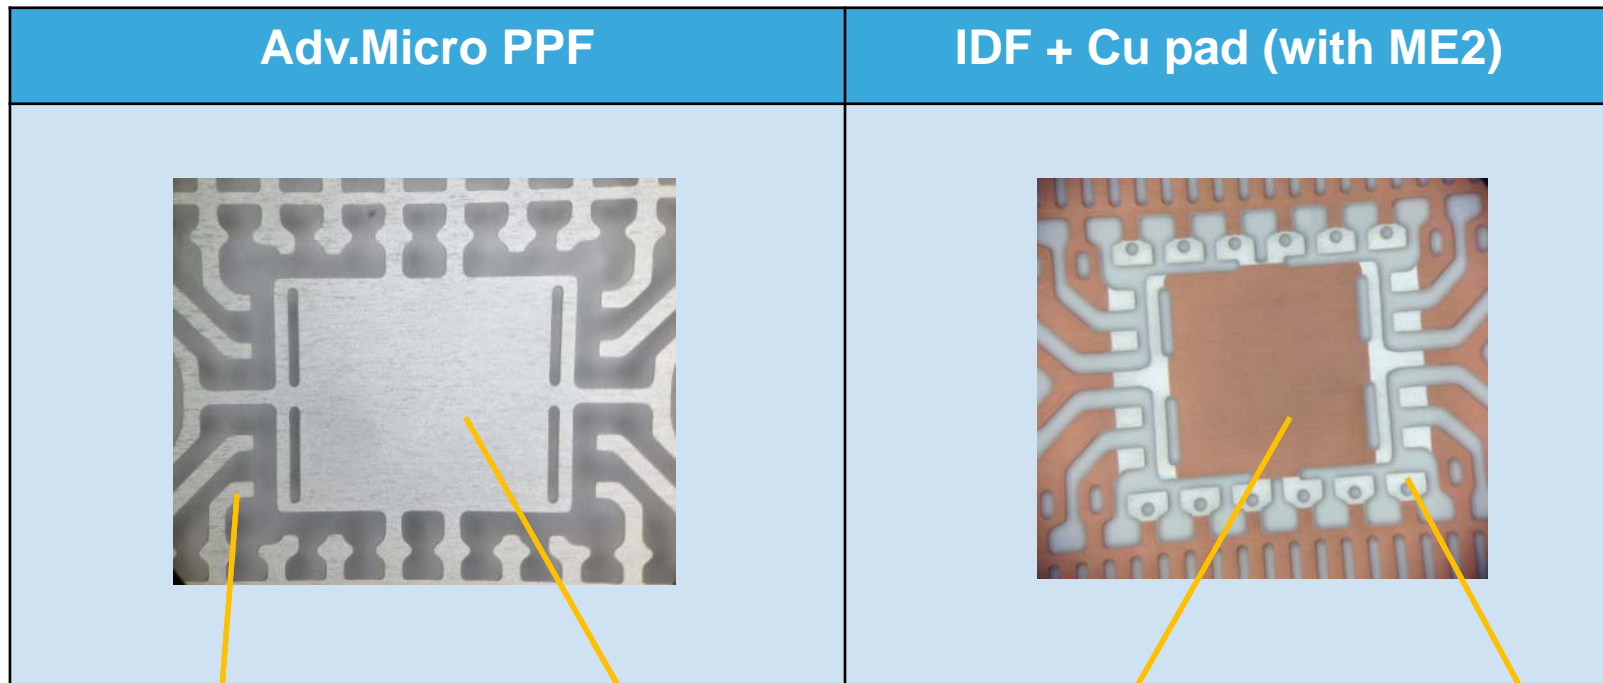 Adv.Micro PPF
IDF + Cu pad (with ME2)